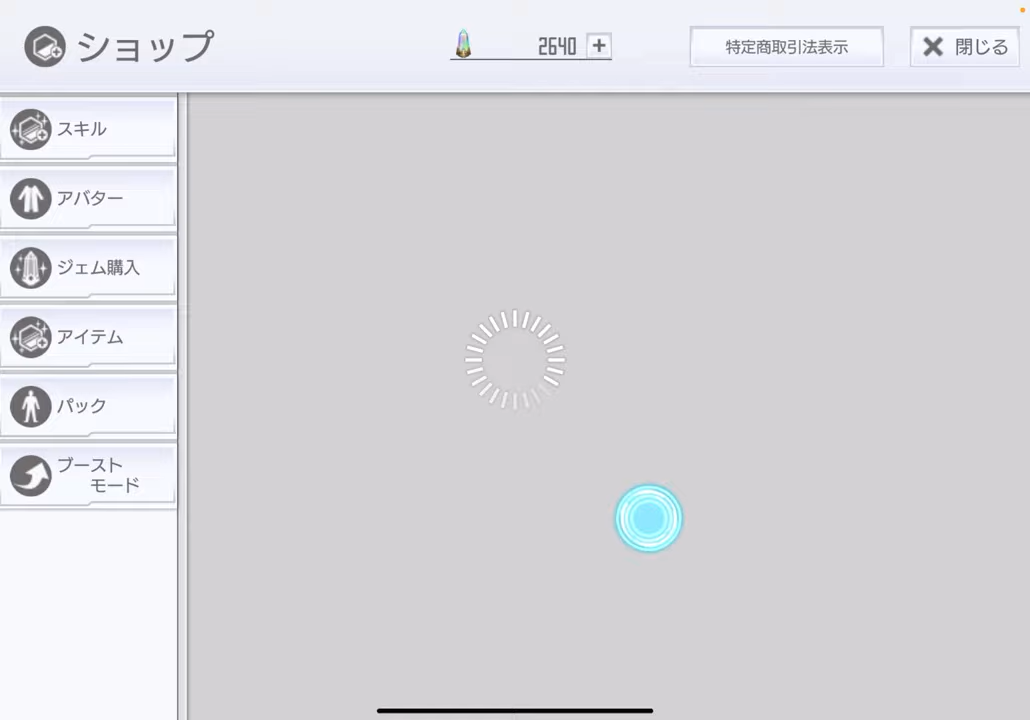 ショップ
2640
特定商取引法表示
閉じる
スキル
アバター
ジェム購入
アイテム
パック
ブースト
モード